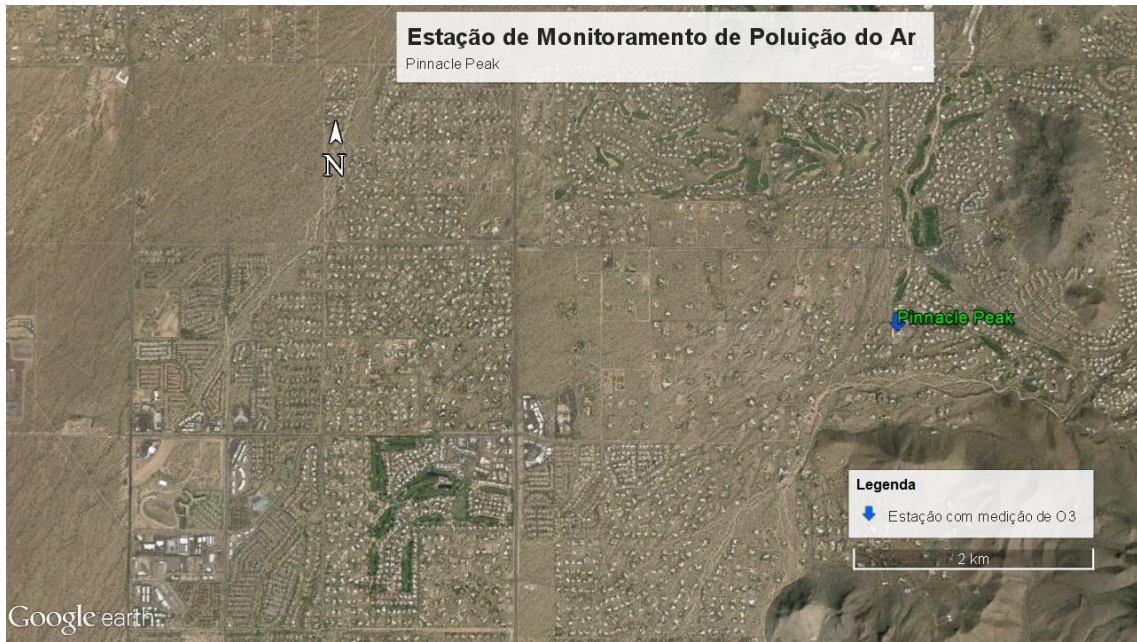 Estação de Monitoramento de Poluição do Ar
Pinnacle Peak
N
Pinnacle Peak
Legenda
Estação com medição de O3
2 km
Google earth